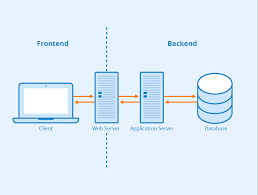 Frontend
Backend
Client
Web Server
Application Server
Database